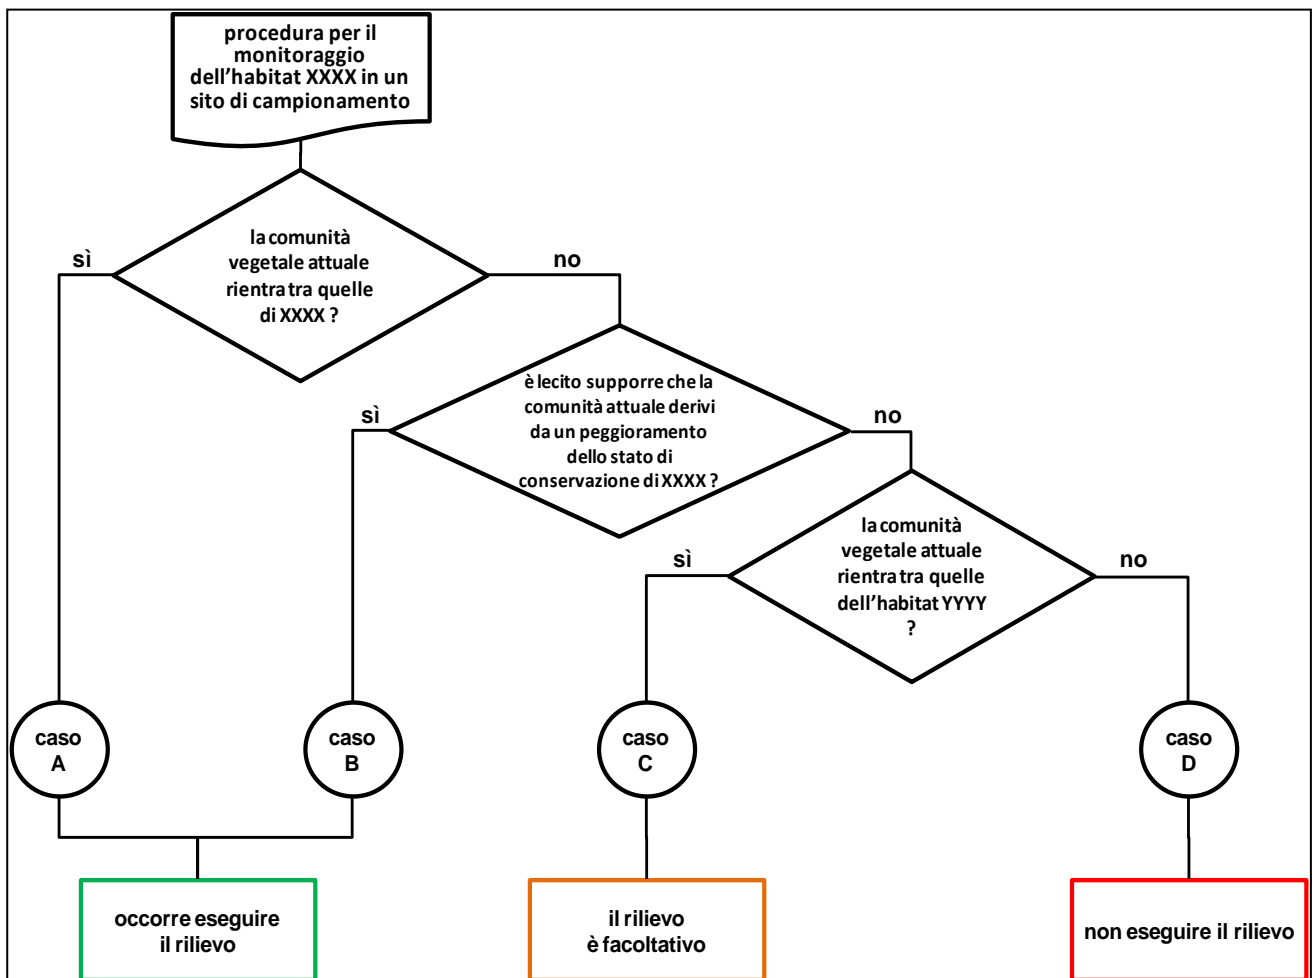 procedura per il
monitoraggio
dell'habitat XXXX in un
sito di campionamento
la comunità
vegetale attuale
rientra tra quelle
di XXXX ?
sì
no
è lecito supporre che la
comunità attuale derivi
da un peggioramento
dello stato di
conservazione di XXXX ?
sì
no
la comunità
vegetale attuale
rientra tra quelle
dell'habitat YYYY
?
sì
no
caso
A
caso
B
caso
C
caso
D
occorre eseguire
il rilievo
il rilievo
è facoltativo
non eseguire il rilievo